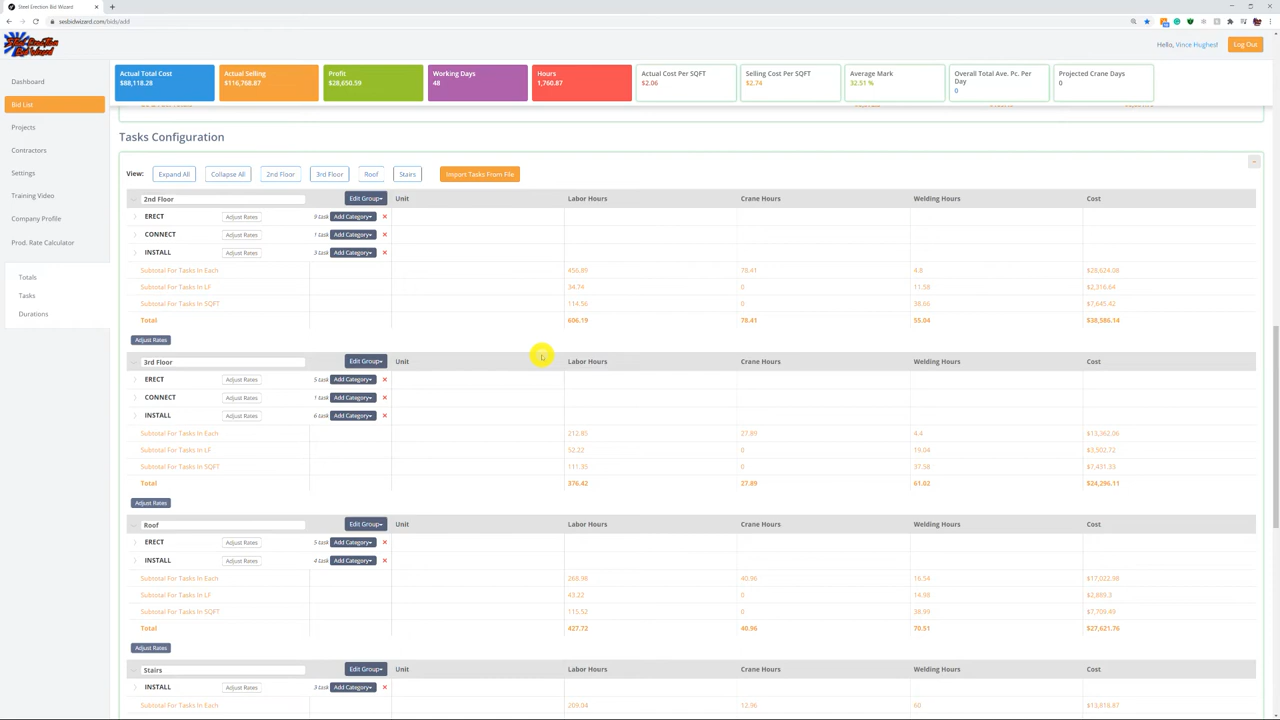 Steel Erection Bid Wizard
sesbidwizard.com/bids/add
Steel Erection
Bid Wizard
Hello, Vince Hughes!
Log Out
Actual Total Cost
$88,118.28
Actual Selling
$116,768.87
Profit
$28,650.59
Working Days
48
Hours
1,760.87
Actual Cost Per SQFT
$2.06
Selling Cost Per SQFT
$2.74
Average Mark
32.51 %
Overall Total Ave. Pc. Pes
Day
0
Projected Crane Days
0
Dashboard
Bid List
Projects
Contractors
Settings
Training Video
Company Profile
Prod. Rate Calculator
Totals
Tasks
Durations
Tasks Configuration
View: Expand All Collapse All 2nd Floor 3rd Floor Roof Stairs Import Tasks From File
2nd Floor Edit Group Unit Labor Hours Crane Hours Welding Hours Cost
ERECT Adjust Rates 9 task Add Category
CONNECT Adjust Rates 1 task Add Category
INSTALL Adjust Rates 3 task Add Category
Subtotal For Tasks In Each 456.89 78.41 4.8 $28,624.08
Subtotal For Tasks In LF 34.74 0 11.58 $2,316.64
Subtotal For Tasks In SQFT 114.56 0 38.66 $7,645.42
Total 606.19 78.41 55.04 $38,586.14
Adjust Rates
3rd Floor Edit Group Unit Labor Hours Crane Hours Welding Hours Cost
ERECT Adjust Rates 5 task Add Category
CONNECT Adjust Rates 1 task Add Category
INSTALL Adjust Rates 6 task Add Category
Subtotal For Tasks In Each 212.85 27.89 4.4 $13,362.06
Subtotal For Tasks In LF 52.22 0 19.04 $3,502.72
Subtotal For Tasks In SQFT 111.35 0 37.58 $7,431.33
Total 376.42 27.89 61.02 $24,296.11
Adjust Rates
Roof Edit Group Unit Labor Hours Crane Hours Welding Hours Cost
ERECT Adjust Rates 5 task Add Category
INSTALL Adjust Rates 4 task Add Category
Subtotal For Tasks In Each 268.98 40.96 16.54 $17,022.98
Subtotal For Tasks In LF 43.22 0 14.98 $2,889.3
Subtotal For Tasks In SQFT 115.52 0 38.99 $7,709.49
Total 427.72 40.96 70.51 $27,621.76
Adjust Rates
Stairs Edit Group Unit Labor Hours Crane Hours Welding Hours Cost
INSTALL Adjust Rates 3 task Add Category
Subtotal For Tasks In Each 209.04 12.96 60 $13,816.87